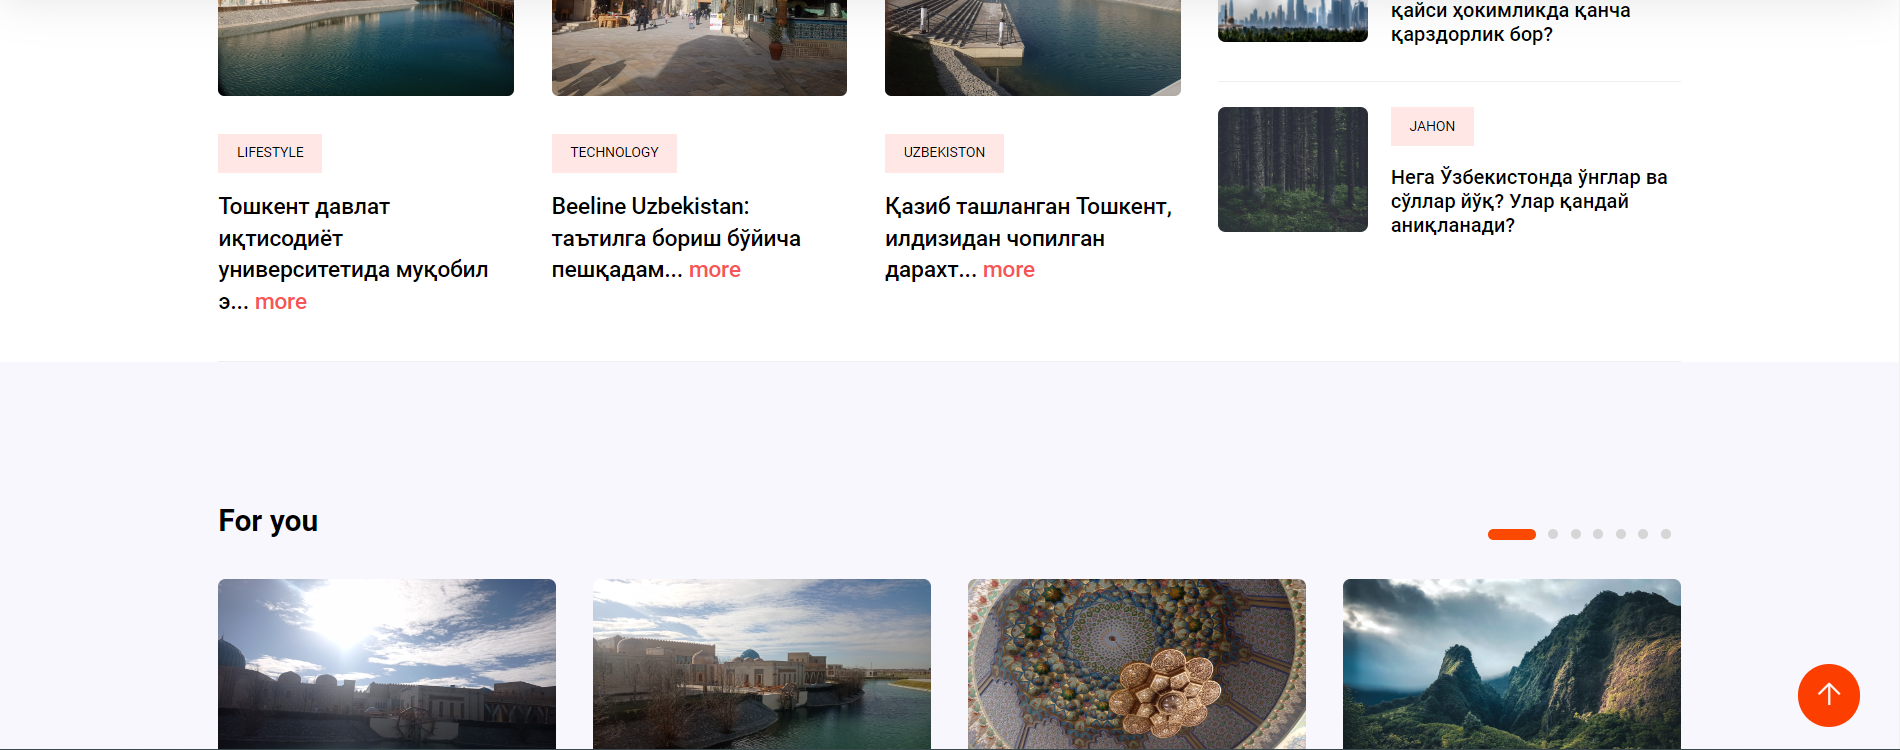 қайси ҳокимликда қанча
қарздорлик бор?
LIFESTYLE
Тошкент давлат
иқтисодиёт
университетида муқобил
э... more
TECHNOLOGY
Beeline Uzbekistan:
таътилга бориш бўйича
пешқадам... more
UZBEKISTON
Қазиб ташланган Тошкент,
илдизидан чопилган
дарахт... more
JAHON
Нега Ўзбекистонда ўнглар ва
сўллар йўқ? Улар қандай
аниқланади?
For you